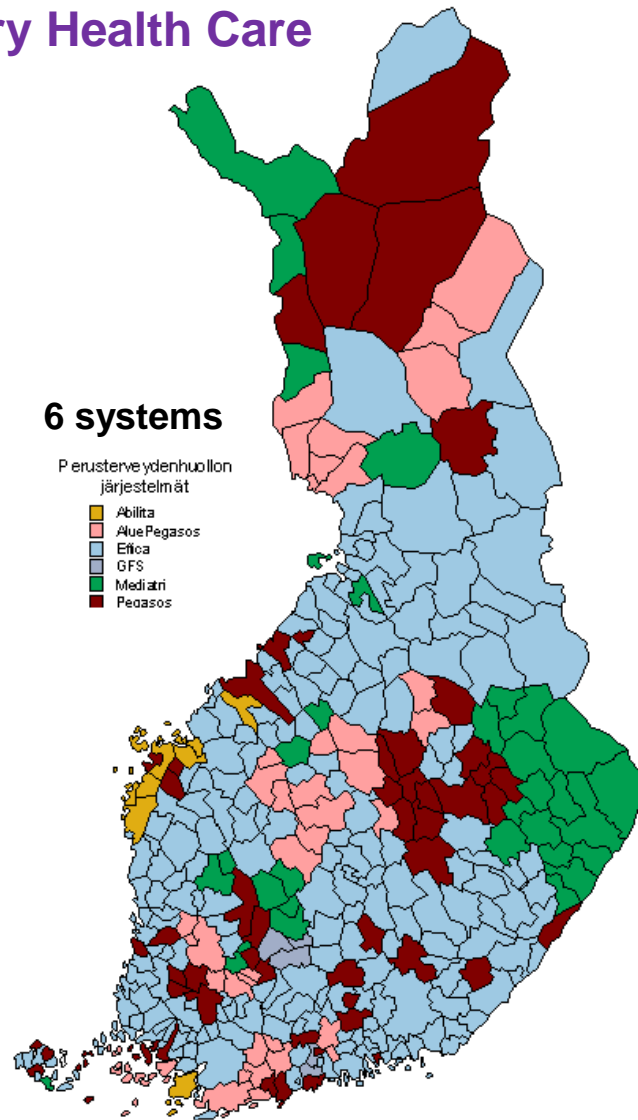 ry Health Care
6 systems
Perusterveydenhuollon
järjestelmät
Abilita
AluePegasos
Effica
GFS
Mediatri
Pegasos